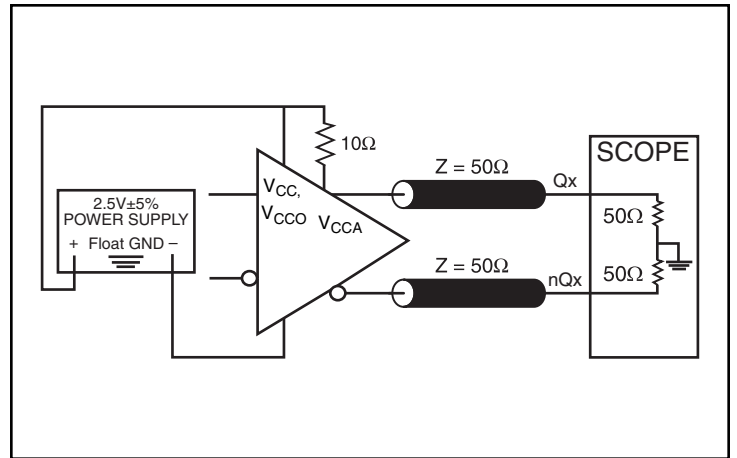 10Ω
Z = 50Ω
Qx
SCOPE
VCC,
VCCO
VCCA
2.5V±5%
POWER SUPPLY
+ Float GND –
50Ω
50Ω
Z = 50Ω
nQx